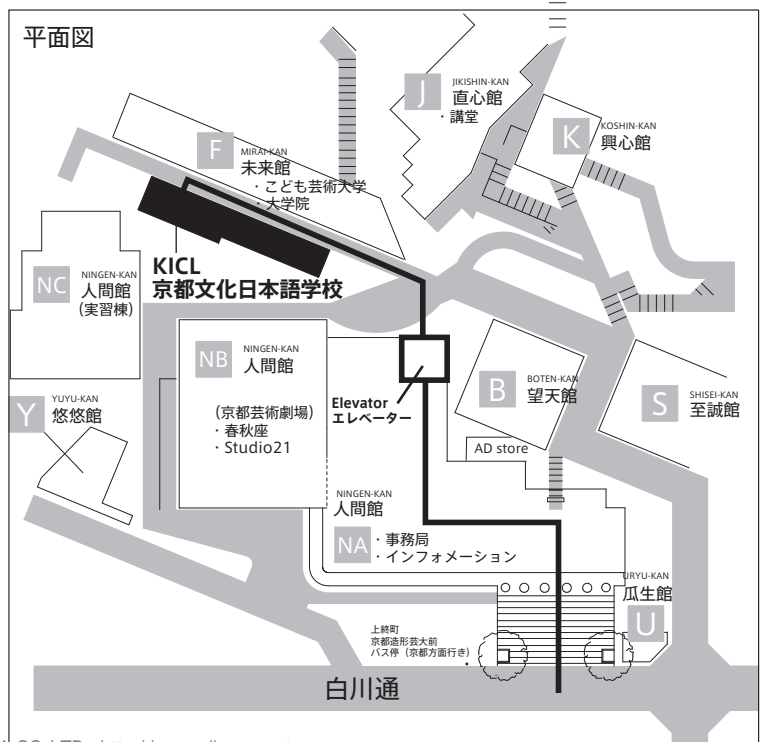 平面図
J
JIKISHIN-KAN
直心館
・講堂
K
KOSHIN-KAN
興心館
F
MIRAI-KAN
未来館
・こども芸術大学
・大学院
KICL
京都文化日本語学校
NC
NINGEN-KAN
人間館
(実習棟)
NB
NINGEN-KAN
人間館
(京都芸術劇場)
・春秋座
・Studio21
Elevator
エレベーター
B
BOTEN-KAN
望天館
S
SHISEI-KAN
至誠館
Y
YUYU-KAN
悠悠館
AD store
NINGEN-KAN
人間館
NA
・事務局
・インフォメーション
URYU-KAN
瓜生館
U
上終町
京都造形芸大前
バス停（京都方面行き）
白川通